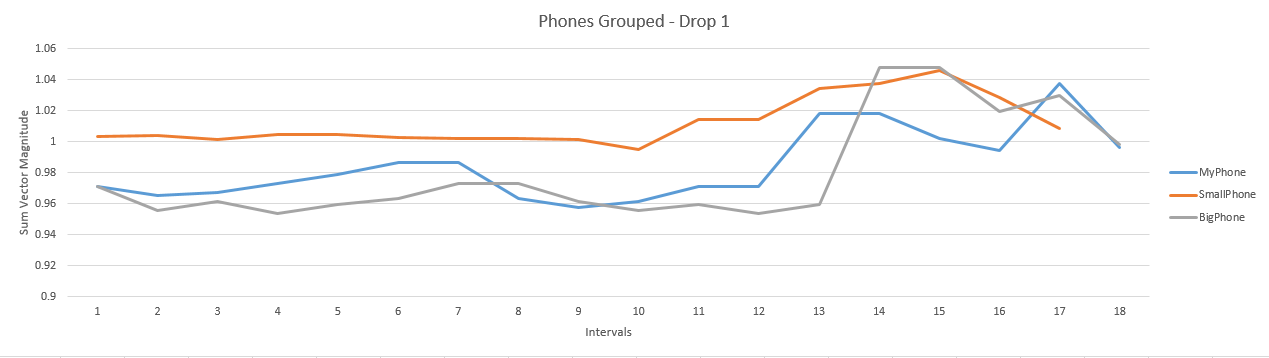 Phones Grouped - Drop 1
Sum Vector Magnitude
1.06
1.04
1.02
1
0.98
0.96
0.94
0.92
0.9
1 2 3 4 5 6 7 8 9 10 11 12 13 14 15 16 17 18
Intervals
MyPhone
SmallPhone
BigPhone